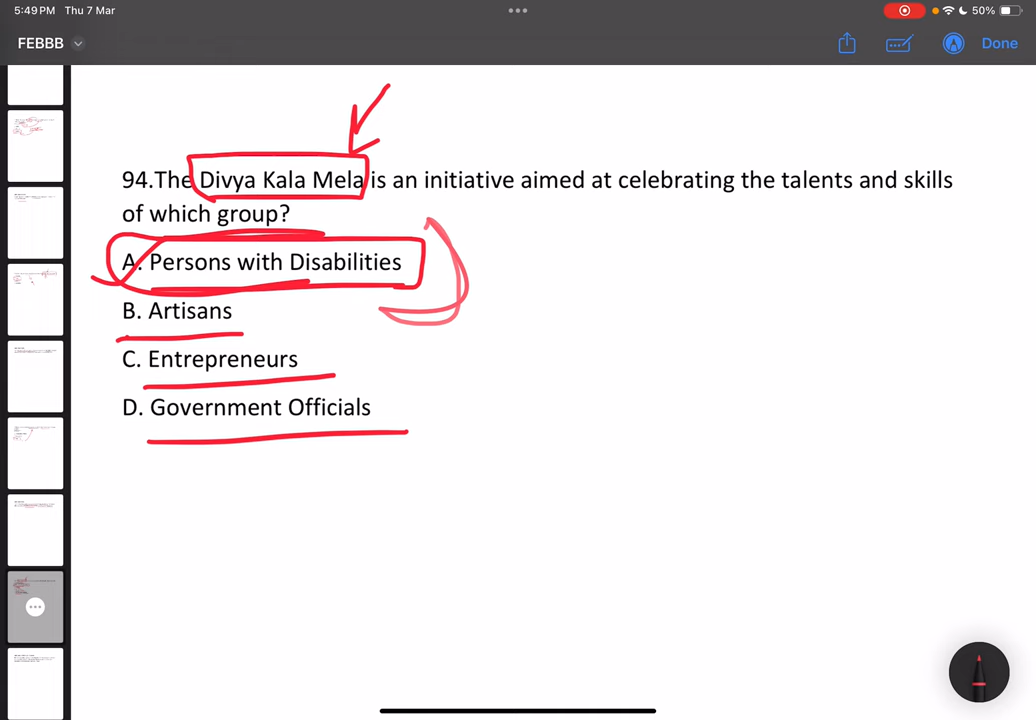 5:49 PM Thu 7 Mar
50%
FEBBB
Done
94.The Divya Kala Mela is an initiative aimed at celebrating the talents and skills
of which group?
A. Persons with Disabilities
B. Artisans
C. Entrepreneurs
D. Government Officials